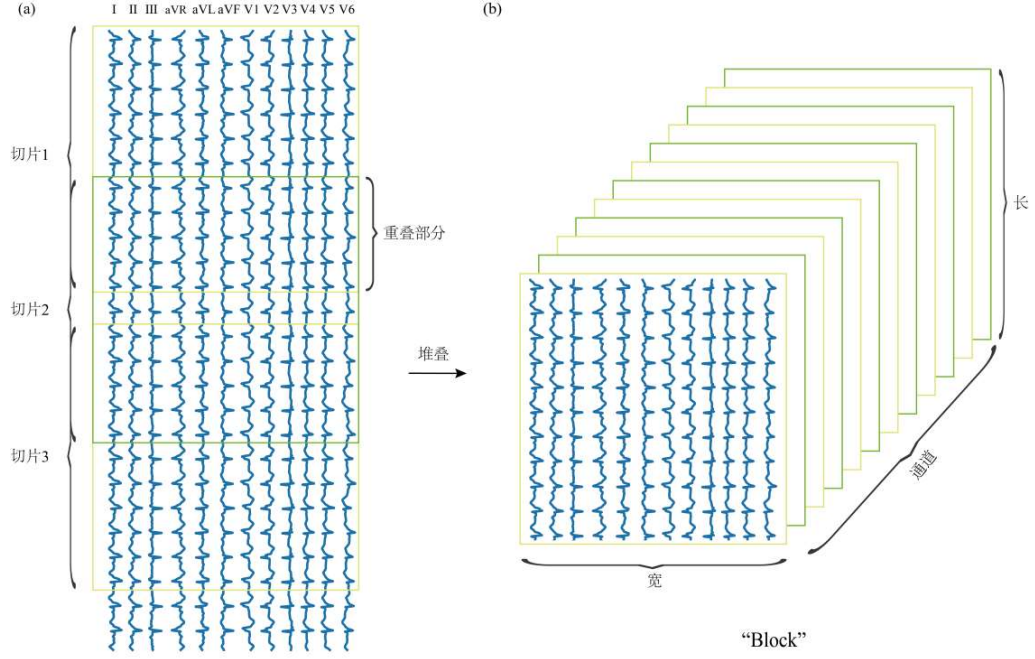 (a)
I II III aVR aVL aVF V1 V2 V3 V4 V5 V6
切片1
重叠部分
切片2
切片3
堆叠
(b)
长
通道
宽
“Block”